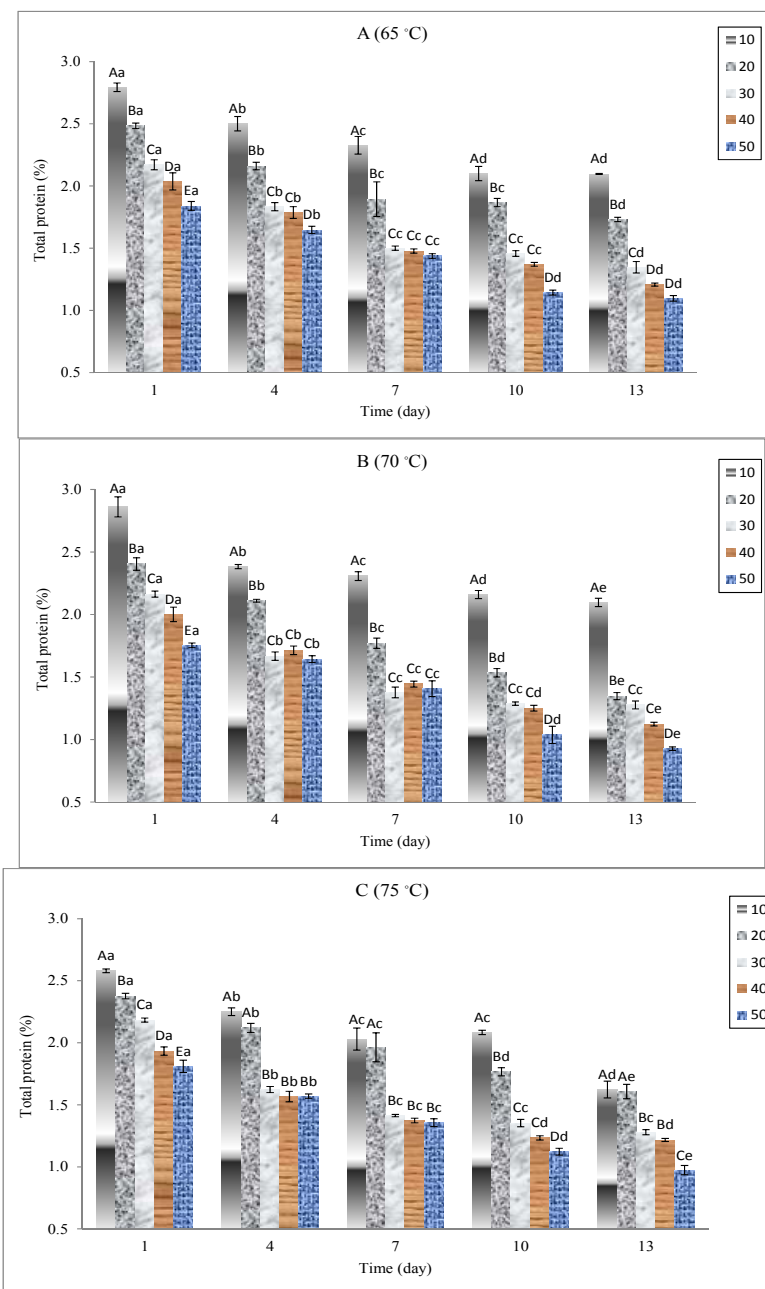 A (65 °C)
Total protein (%)
3.0
2.5
2.0
1.5
1.0
0.5
Aa
Ba
Ca
Da
Ea
Ab
Bb
Cb
Cb
Db
Ac
Bc
Cc
Cc
Cc
Ad
Bc
Cc
Cc
Dd
Ad
Bd
Cd
Dd
Dd
1
4
7
10
13
Time (day)
10
20
30
40
50
B (70 °C)
Total protein (%)
3.0
2.5
2.0
1.5
1.0
0.5
Aa
Ba
Ca
Da
Ea
Ab
Bb
Cb
Cb
Cb
Ac
Bc
Cc
Cc
Cc
Ad
Bd
Cc
Cd
Dd
Ae
Be
Cc
Ce
De
1
4
7
10
13
Time (day)
10
20
30
40
50
C (75 °C)
Total protein (%)
3.0
2.5
2.0
1.5
1.0
0.5
Aa
Ba
Ca
Da
Ea
Ab
Ab
Bb
Bb
Bb
Ac
Ac
Bc
Bc
Bc
Ac
Bd
Cc
Cd
Dd
Ad
Ae
Bc
Bd
Ce
1
4
7
10
13
Time (day)
10
20
30
40
50